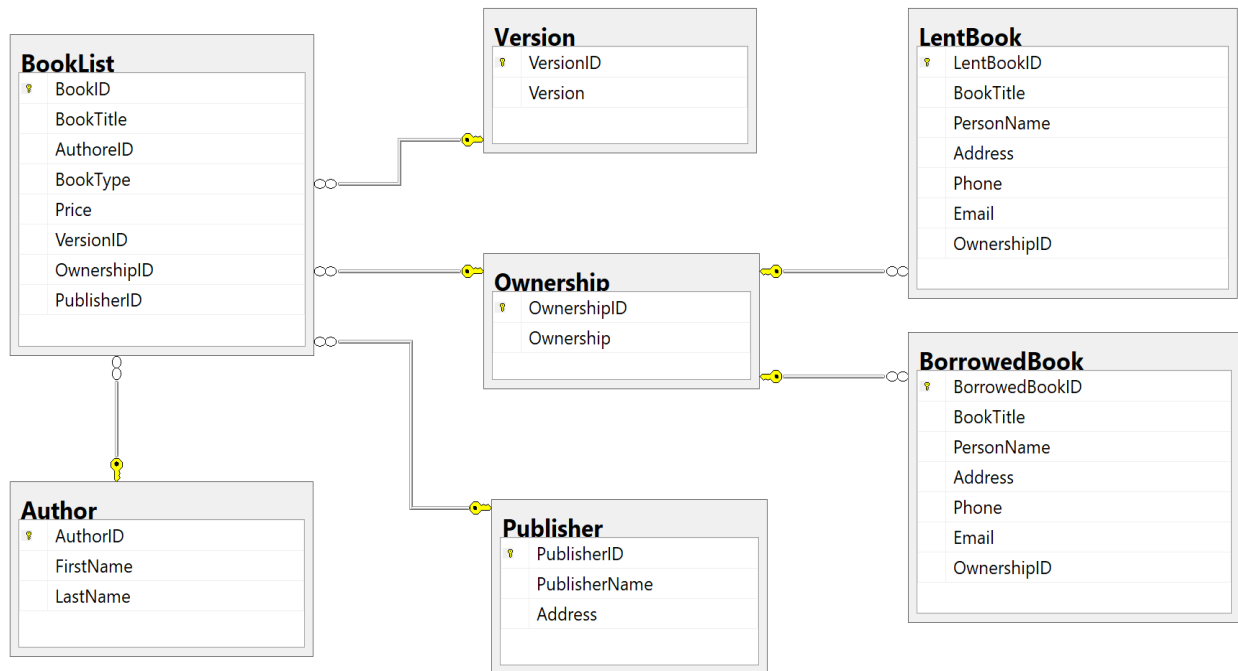 BookList
BookID
BookTitle
AuthoreID
BookType
Price
VersionID
OwnershipID
PublisherID
Version
VersionID
Version
LentBook
LentBookID
BookTitle
PersonName
Address
Phone
Email
OwnershipID
Ownership
OwnershipID
Ownership
BorrowedBook
BorrowedBookID
BookTitle
PersonName
Address
Phone
Email
OwnershipID
Author
AuthorID
FirstName
LastName
Publisher
PublisherID
PublisherName
Address